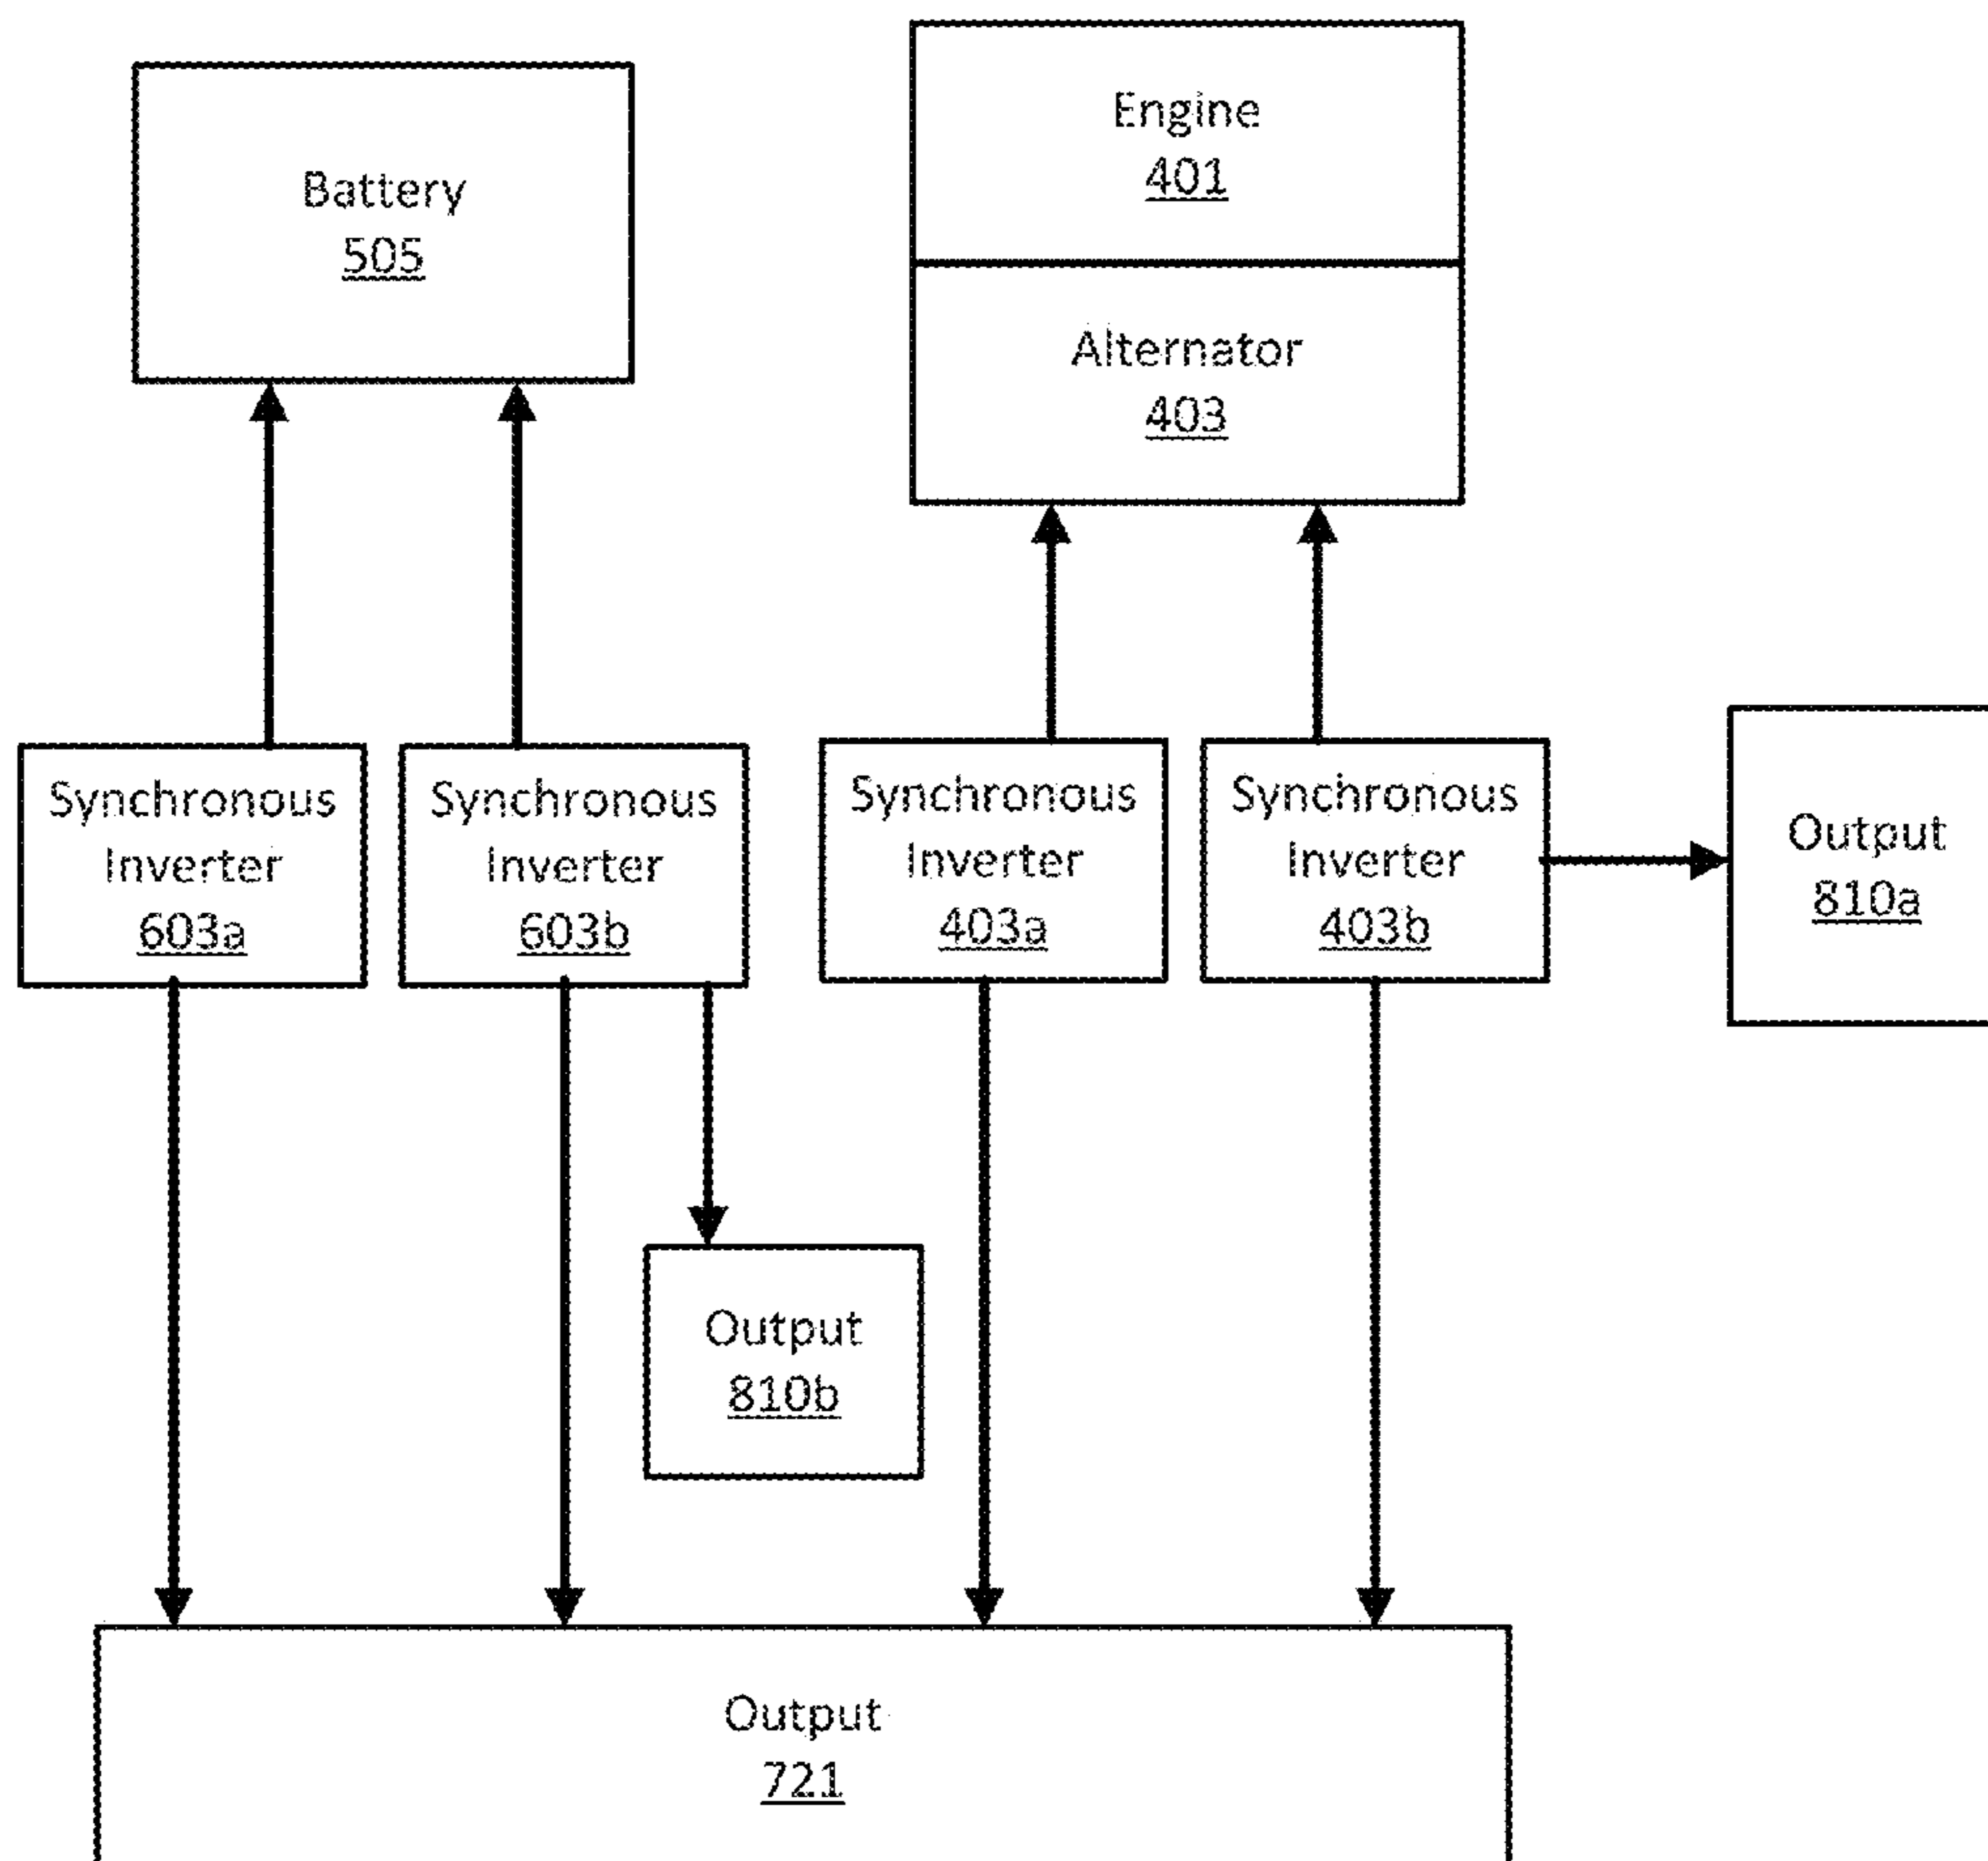 Engine
401
Battery
505
Alternator
403
Synchronous
Inverter
603a
Synchronous
Inverter
603b
Synchronous
Inverter
403a
Synchronous
Inverter
403b
Output
810a
Output
810b
Output
721